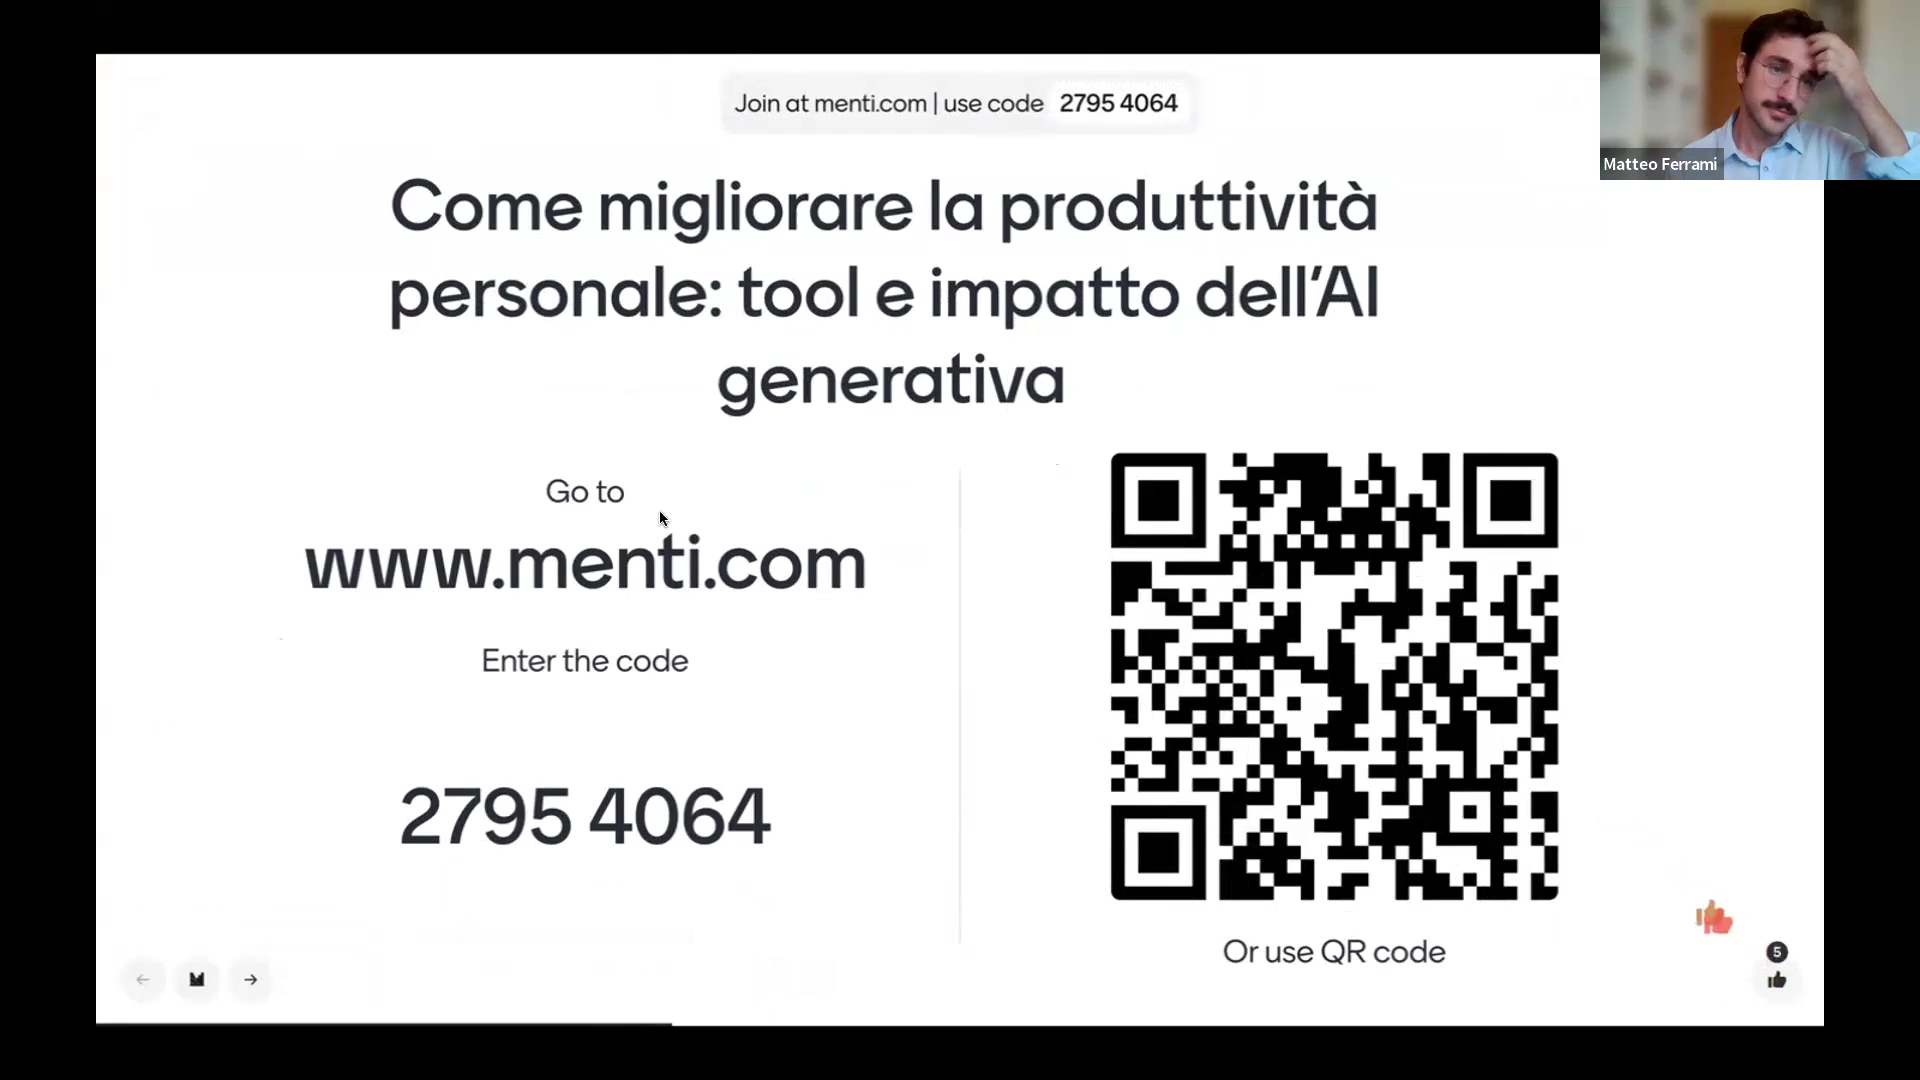 Join at menti.com | use code 2795 4064
Matteo Ferrami
Come migliorare la produttività
personale: tool e impatto dell'AI
generativa
Go to
www.menti.com
Enter the code
2795 4064
Or use QR code
5